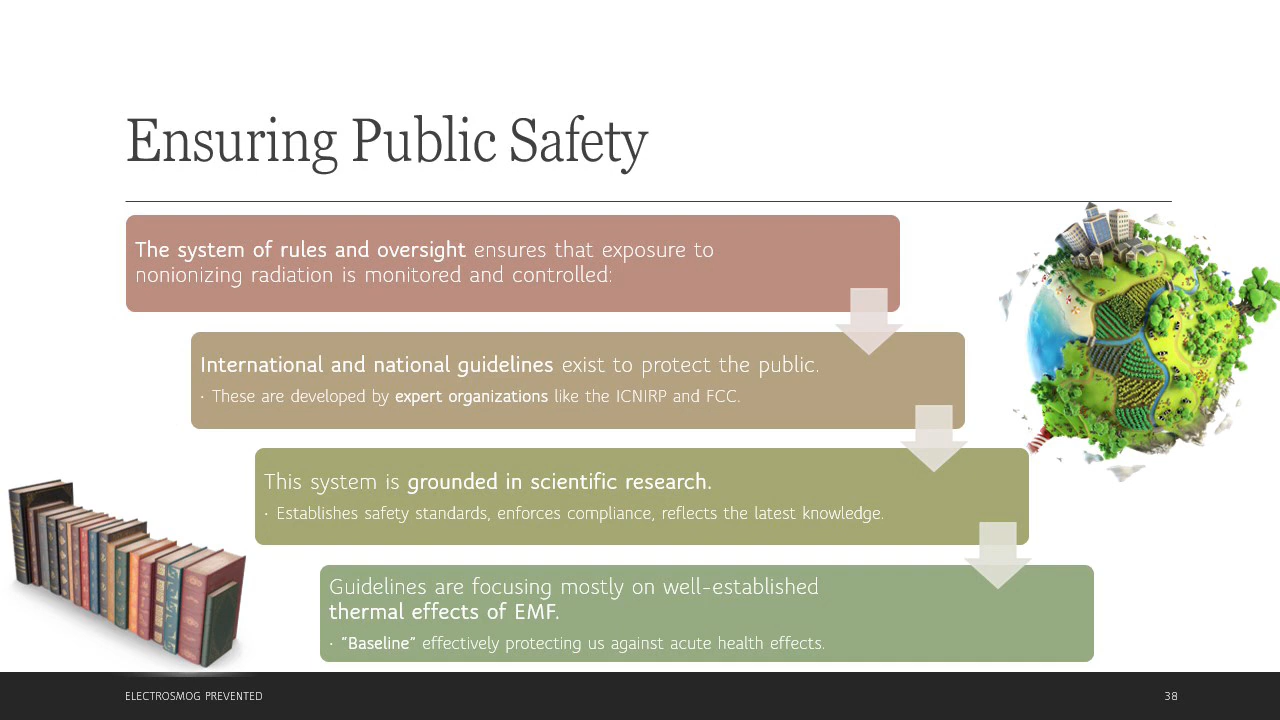 Ensuring Public Safety
The system of rules and oversight ensures that exposure to
nonionizing radiation is monitored and controlled:
International and national guidelines exist to protect the public.
· These are developed by expert organizations like the ICNIRP and FCC.
This system is grounded in scientific research.
· Establishes safety standards, enforces compliance, reflects the latest knowledge.
Guidelines are focusing mostly on well-established
thermal effects of EMF.
· "Baseline" effectively protecting us against acute health effects.
ELECTROSMOG PREVENTED
38